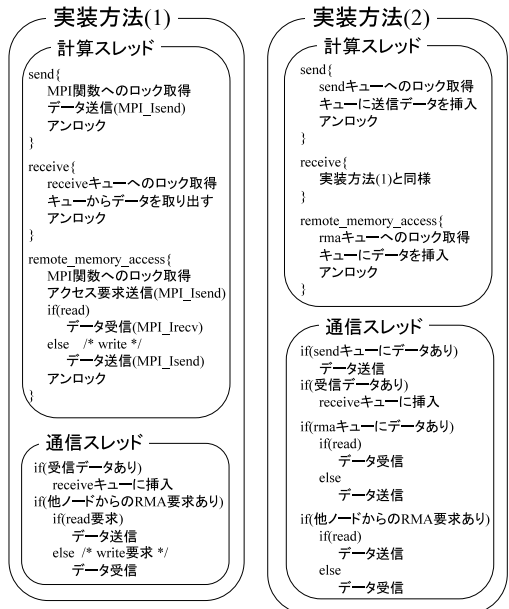 実装方法(1)
計算スレッド
send{
MPI関数へのロック取得
データ送信(MPI_Isend)
アンロック
}
receive{
receiveキューへのロック取得
キューからデータを取り出す
アンロック
}
remote_memory_access{
MPI関数へのロック取得
アクセス要求送信(MPI_Isend)
if(read)
データ受信(MPI_Irecv)
else /* write */
データ送信(MPI_Isend)
アンロック
}
通信スレッド
if(受信データあり)
receiveキューに挿入
if(他ノードからのRMA要求あり)
if(read要求)
データ送信
else /* write要求 */
データ受信
実装方法(2)
計算スレッド
send{
sendキューへのロック取得
キューに送信データを挿入
アンロック
}
receive{
実装方法(1)と同様
}
remote_memory_access{
rmaキューへのロック取得
キューにデータを挿入
アンロック
}
通信スレッド
if(sendキューにデータあり)
データ送信
if(受信データあり)
receiveキューに挿入
if(rmaキューにデータあり)
if(read)
データ受信
else
データ送信
if(他ノードからのRMA要求あり)
if(read)
データ送信
else
データ受信